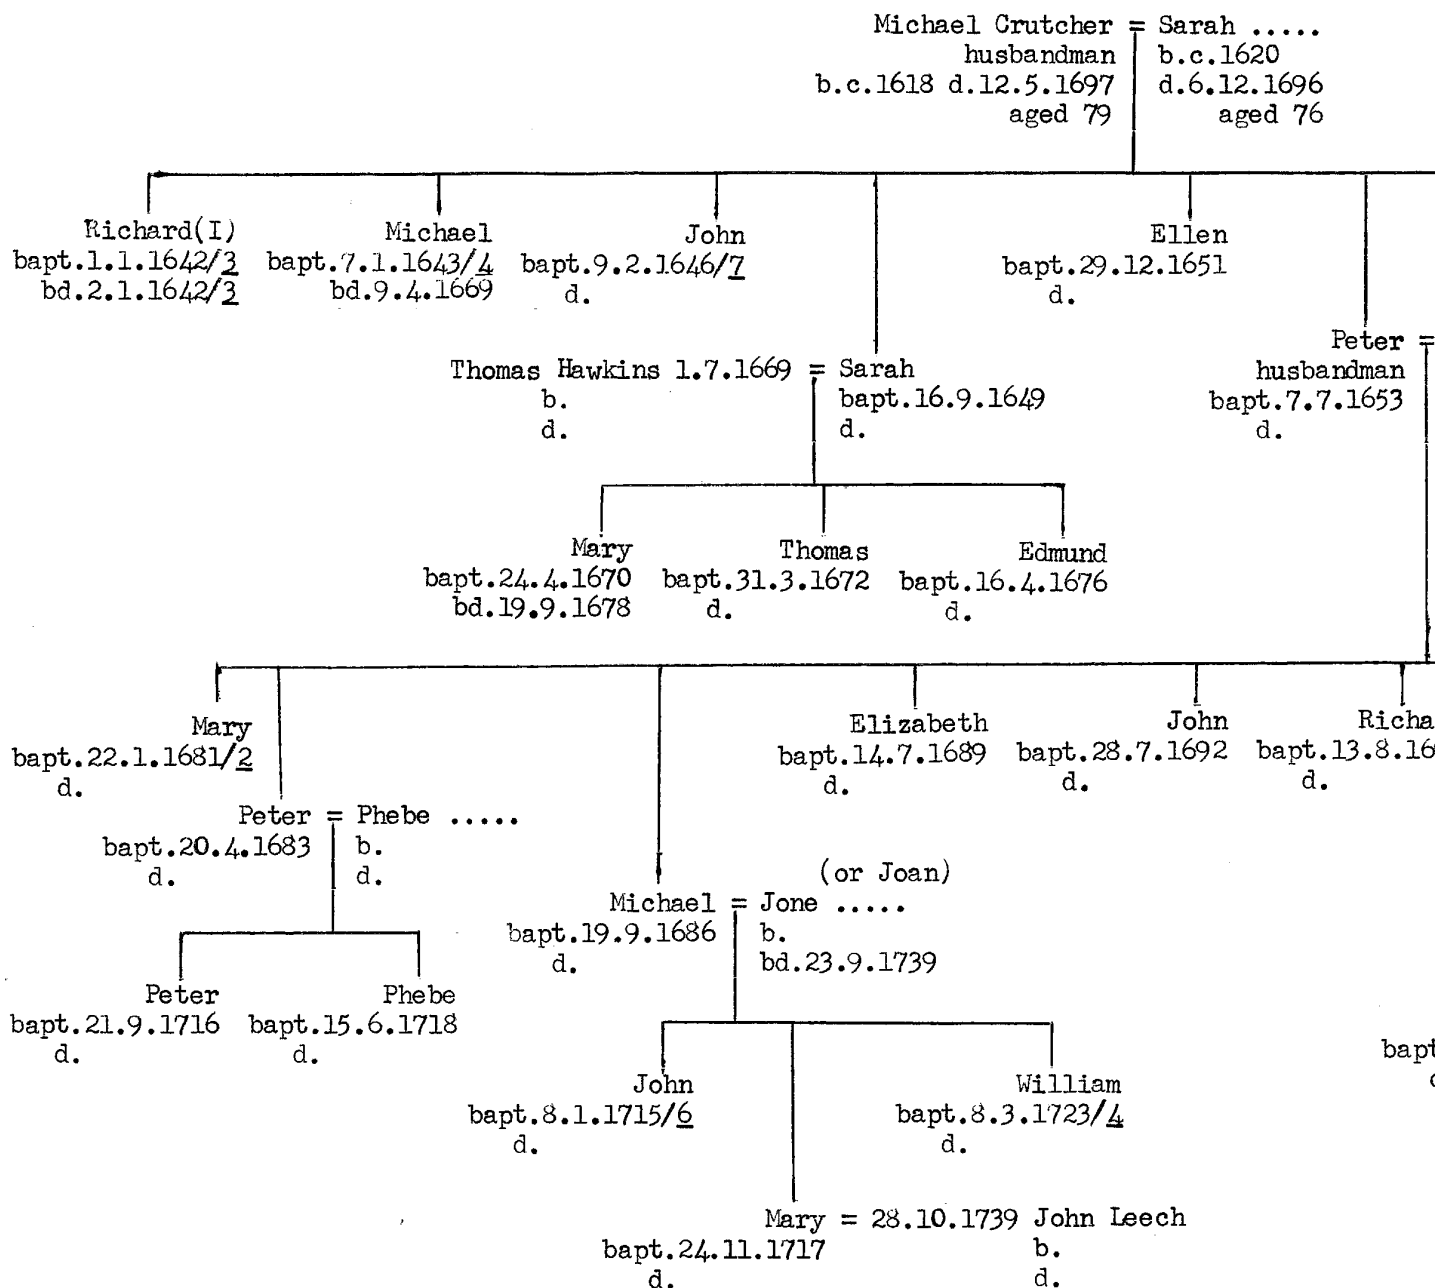 Michael Crutcher = Sarah .....
husbandman b.c.1620
b.c.1618 d.12.5.1697 d.6.12.1696
aged 79 aged 76
Richard(I) Michael John Ellen
bapt.1.1.1642/3 bapt.7.1.1643/4 bapt.9.2.1646/7 bapt.29.12.1651
bd.2.1.1642/3 bd.9.4.1669 d. d.
Peter =
Thomas Hawkins 1.7.1669 = Sarah husbandman
b. bapt.16.9.1649 bapt.7.7.1653
d. d. d.
Mary Thomas Edmund
bapt.24.4.1670 bapt.31.3.1672 bapt.16.4.1676
bd.19.9.1678 d. d.
Mary Elizabeth John Richa
bapt.22.1.1681/2 bapt.14.7.1689 bapt.28.7.1692 bapt.13.8.16
d. d. d. d.
Peter = Phebe .....
bapt.20.4.1683 b.
d. d.
(or Joan)
Michael = Jone .....
bapt.19.9.1686 b.
d. bd.23.9.1739
Peter Phebe
bapt.21.9.1716 bapt.15.6.1718
d. d.
bapt
John William
bapt.8.1.1715/6 bapt.8.3.1723/4
d. d.
Mary = 28.10.1739 John Leech
bapt.24.11.1717 b.
d. d.